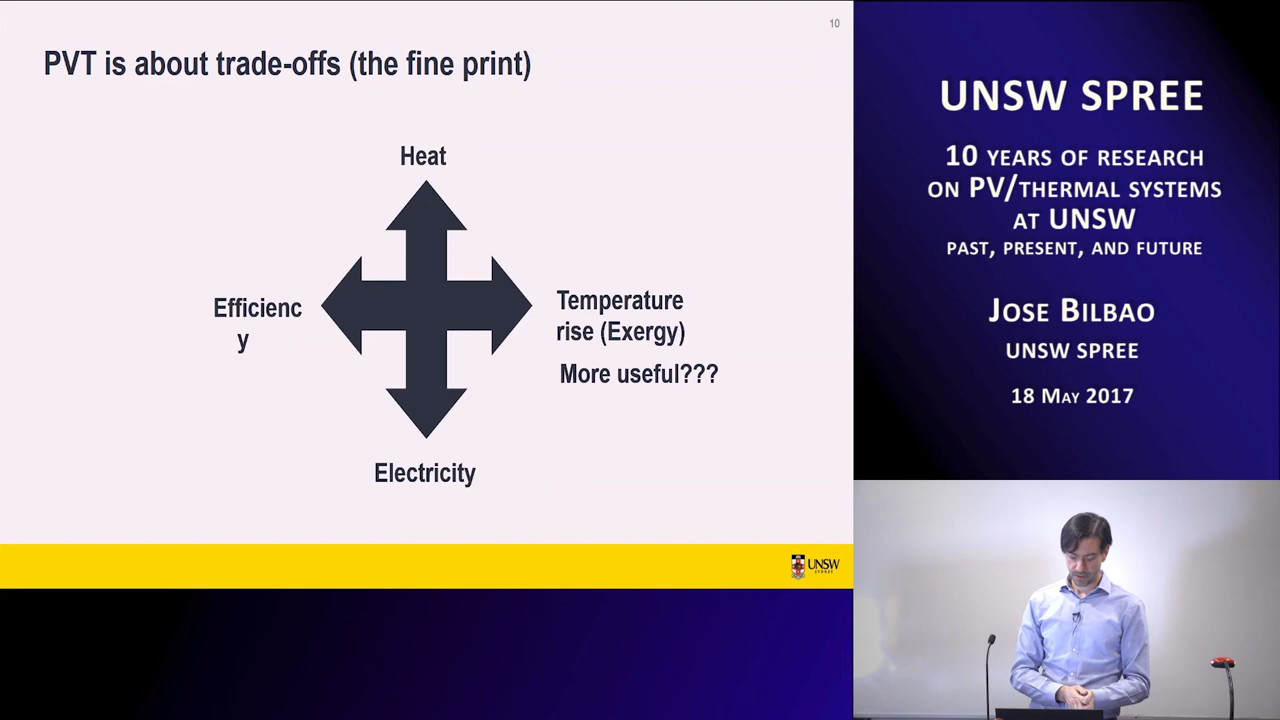 10
PVT is about trade-offs (the fine print)
Heat
Efficienc
y
Temperature
rise (Exergy)
More useful???
Electricity
UNSW
SYDNEY
UNSW SPREE
10 YEARS OF RESEARCH
ON PV/THERMAL SYSTEMS
AT UNSW
PAST, PRESENT, AND FUTURE
JOSE BILBAO
UNSW SPREE
18 MAY 2017